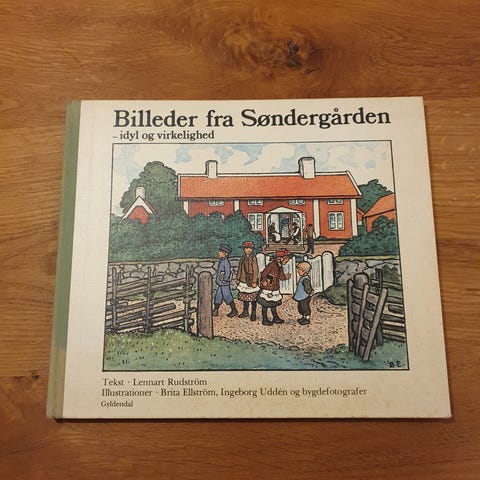 Billeder fra Søndergården
– idyl og virkelighed
B.E.
Tekst · Lennart Rudström
Illustrationer · Brita Ellström, Ingeborg Uddén og bygdefotografer
Gyldendal